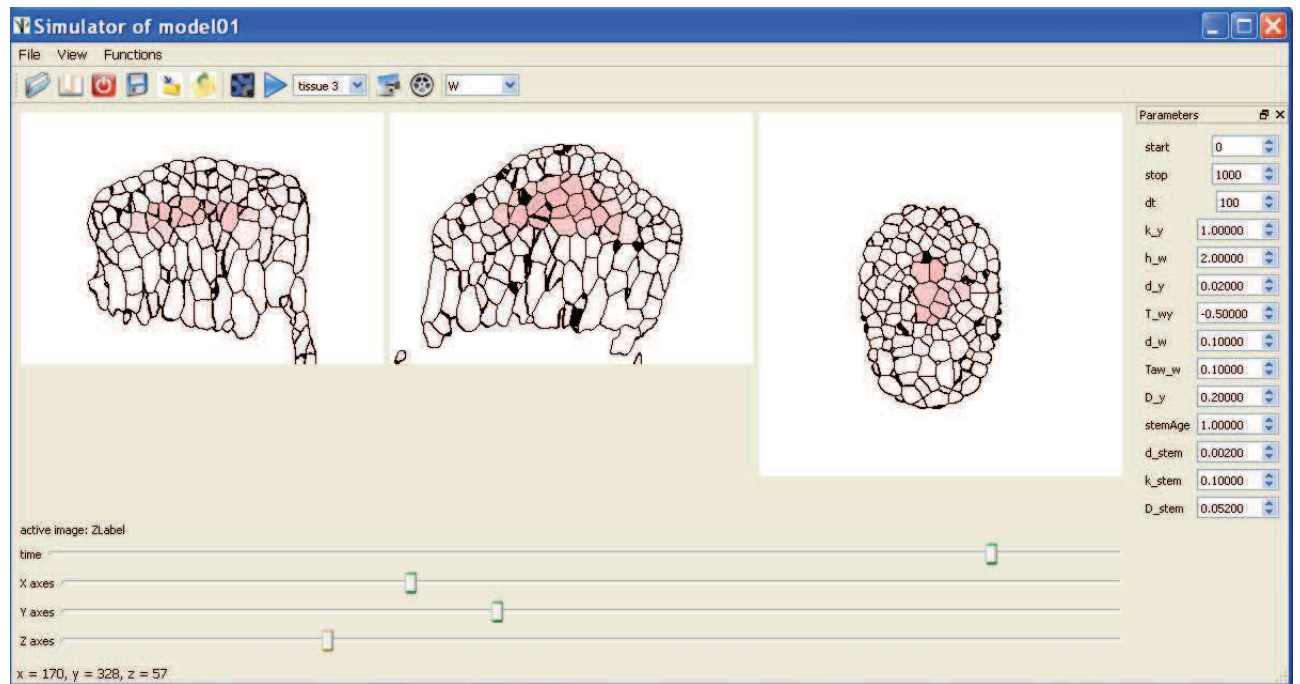 Simulator of model01
File View Functions
tissue 3 W
Parameters
start 0
stop 1000
dt 100
k_y 1.00000
h_w 2.00000
d_y 0.02000
T_wy -0.50000
d_w 0.10000
Taw_w 0.10000
D_y 0.20000
stemAge 1.00000
d_stem 0.00200
k_stem 0.10000
D_stem 0.05200
active image: ZLabel
time
X axes
Y axes
Z axes
x = 170, y = 328, z = 57